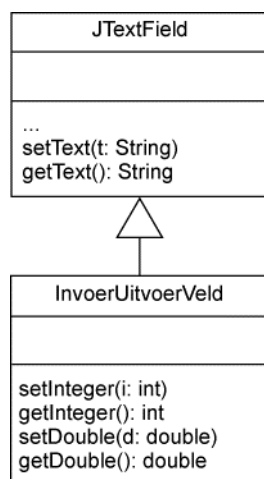 JTextField
...
setText(t: String)
getText(): String
InvoerUitvoerVeld
setInteger(i: int)
getInteger(): int
setDouble(d: double)
getDouble(): double